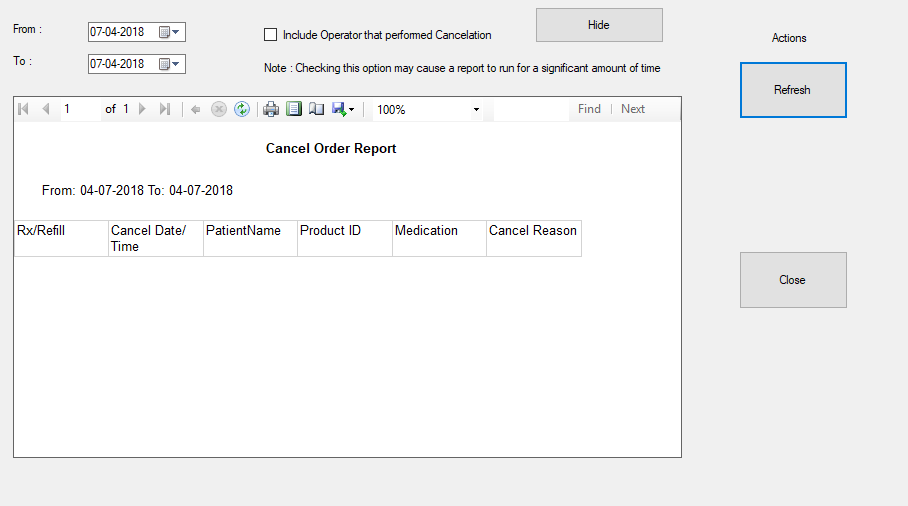 From :
07-04-2018
To :
07-04-2018
Include Operator that performed Cancelation
Hide
Note : Checking this option may cause a report to run for a significant amount of time
Actions
Refresh
1 of 1 100% Find | Next
Cancel Order Report
From: 04-07-2018 To: 04-07-2018
Rx/Refill
Cancel Date/
Time
PatientName
Product ID
Medication
Cancel Reason
Close